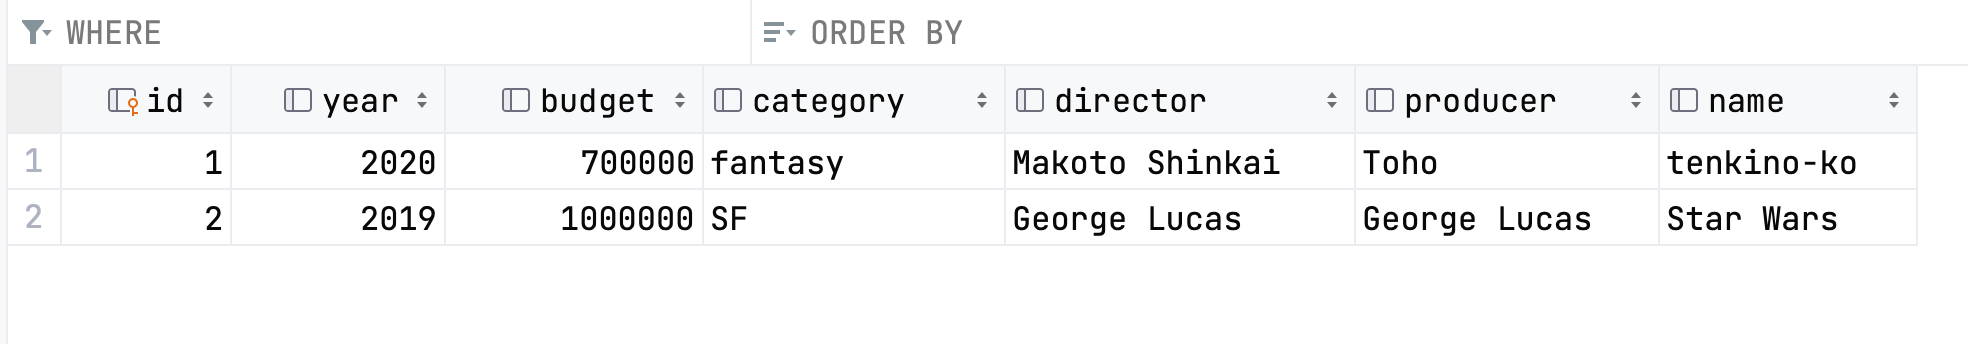 WHERE ORDER BY
id year budget category director producer name
1 1 2020 700000 fantasy Makoto Shinkai Toho tenkino-ko
2 2 2019 1000000 SF George Lucas George Lucas Star Wars